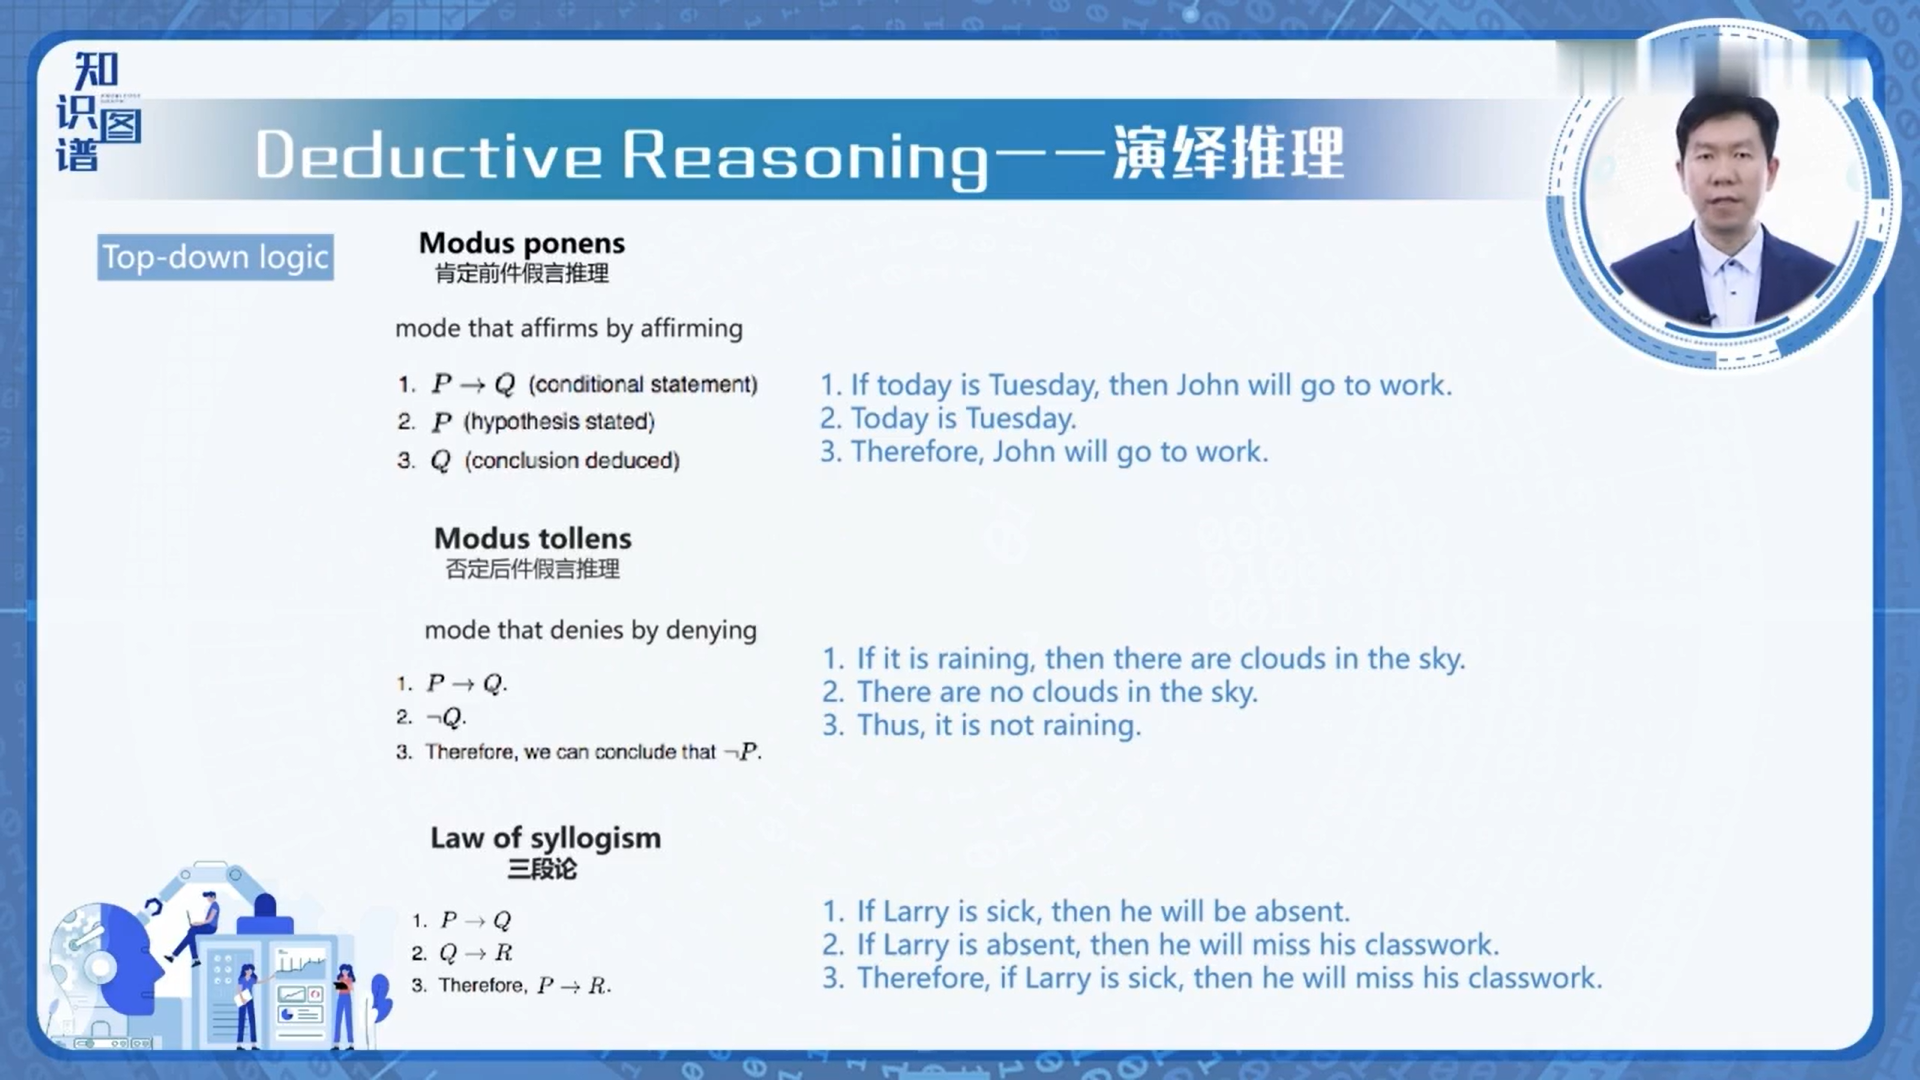 知识图谱
Deductive Reasoning——演绎推理
Top-down logic
Modus ponens
肯定前件假言推理
mode that affirms by affirming
1. P → Q (conditional statement)
2. P (hypothesis stated)
3. Q (conclusion deduced)
1. If today is Tuesday, then John will go to work.
2. Today is Tuesday.
3. Therefore, John will go to work.
Modus tollens
否定后件假言推理
mode that denies by denying
1. P → Q.
2. ¬Q.
3. Therefore, we can conclude that ¬P.
1. If it is raining, then there are clouds in the sky.
2. There are no clouds in the sky.
3. Thus, it is not raining.
Law of syllogism
三段论
1. P → Q
2. Q → R
3. Therefore, P → R.
1. If Larry is sick, then he will be absent.
2. If Larry is absent, then he will miss his classwork.
3. Therefore, if Larry is sick, then he will miss his classwork.